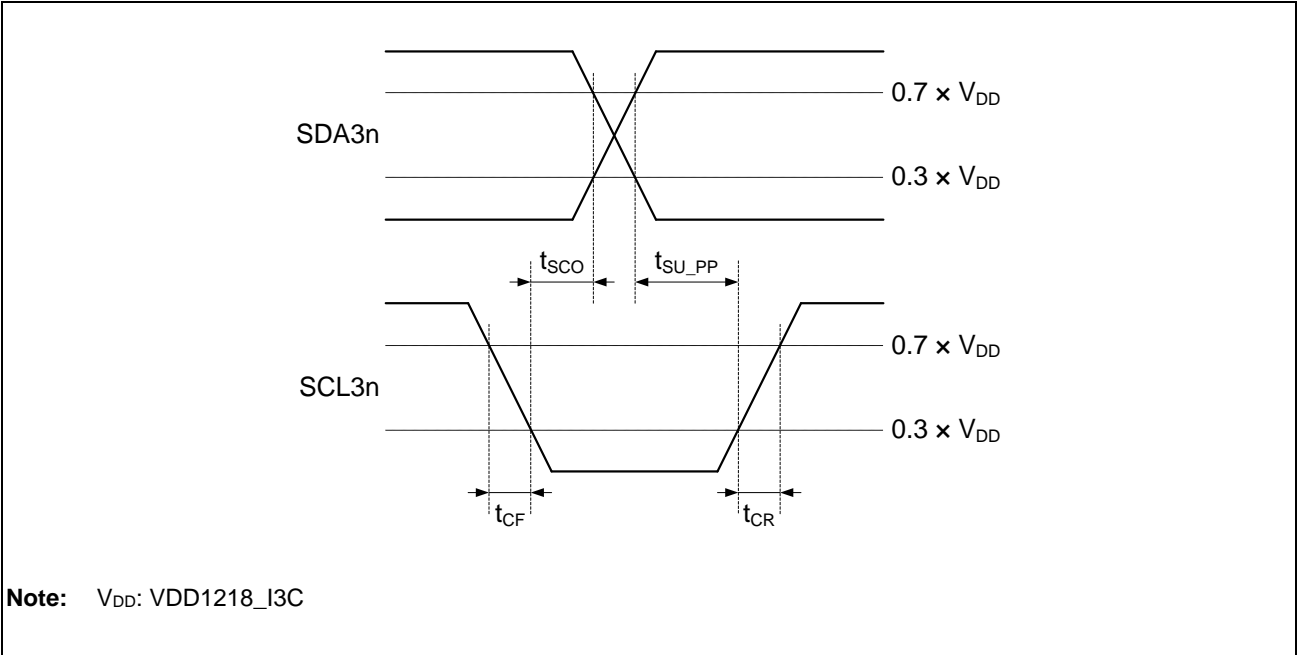 0.7 × VDD
SDA3n
0.3 × VDD
tSCO
tSU_PP
0.7 × VDD
SCL3n
0.3 × VDD
tCF
tCR
Note: VDD: VDD1218_I3C